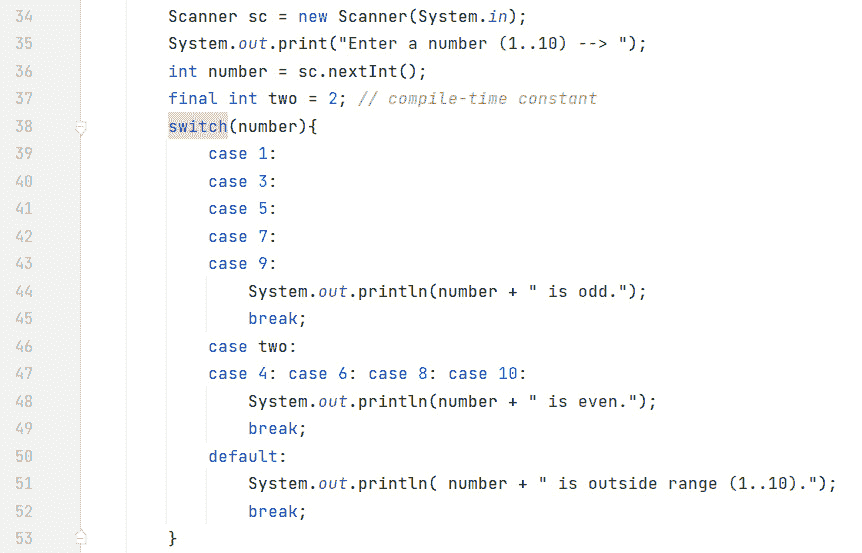 34 Scanner sc = new Scanner(System.in);
35 System.out.print("Enter a number (1..10) --> ");
36 int number = sc.nextInt();
37 final int two = 2; // compile-time constant
38 switch(number){
39 case 1:
40 case 3:
41 case 5:
42 case 7:
43 case 9:
44 System.out.println(number + " is odd.");
45 break;
46 case two:
47 case 4: case 6: case 8: case 10:
48 System.out.println(number + " is even.");
49 break;
50 default:
51 System.out.println( number + " is outside range (1..10).");
52 break;
53 }